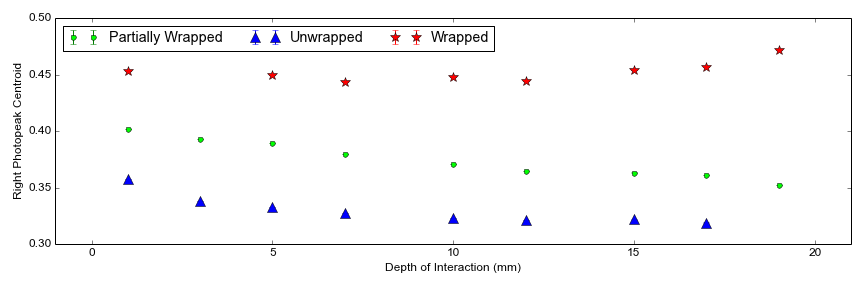 0.50
Partially Wrapped Unwrapped Wrapped
0.45
0.40
0.35
0.30
Right Photopeak Centroid
0 5 10 15 20
Depth of Interaction (mm)